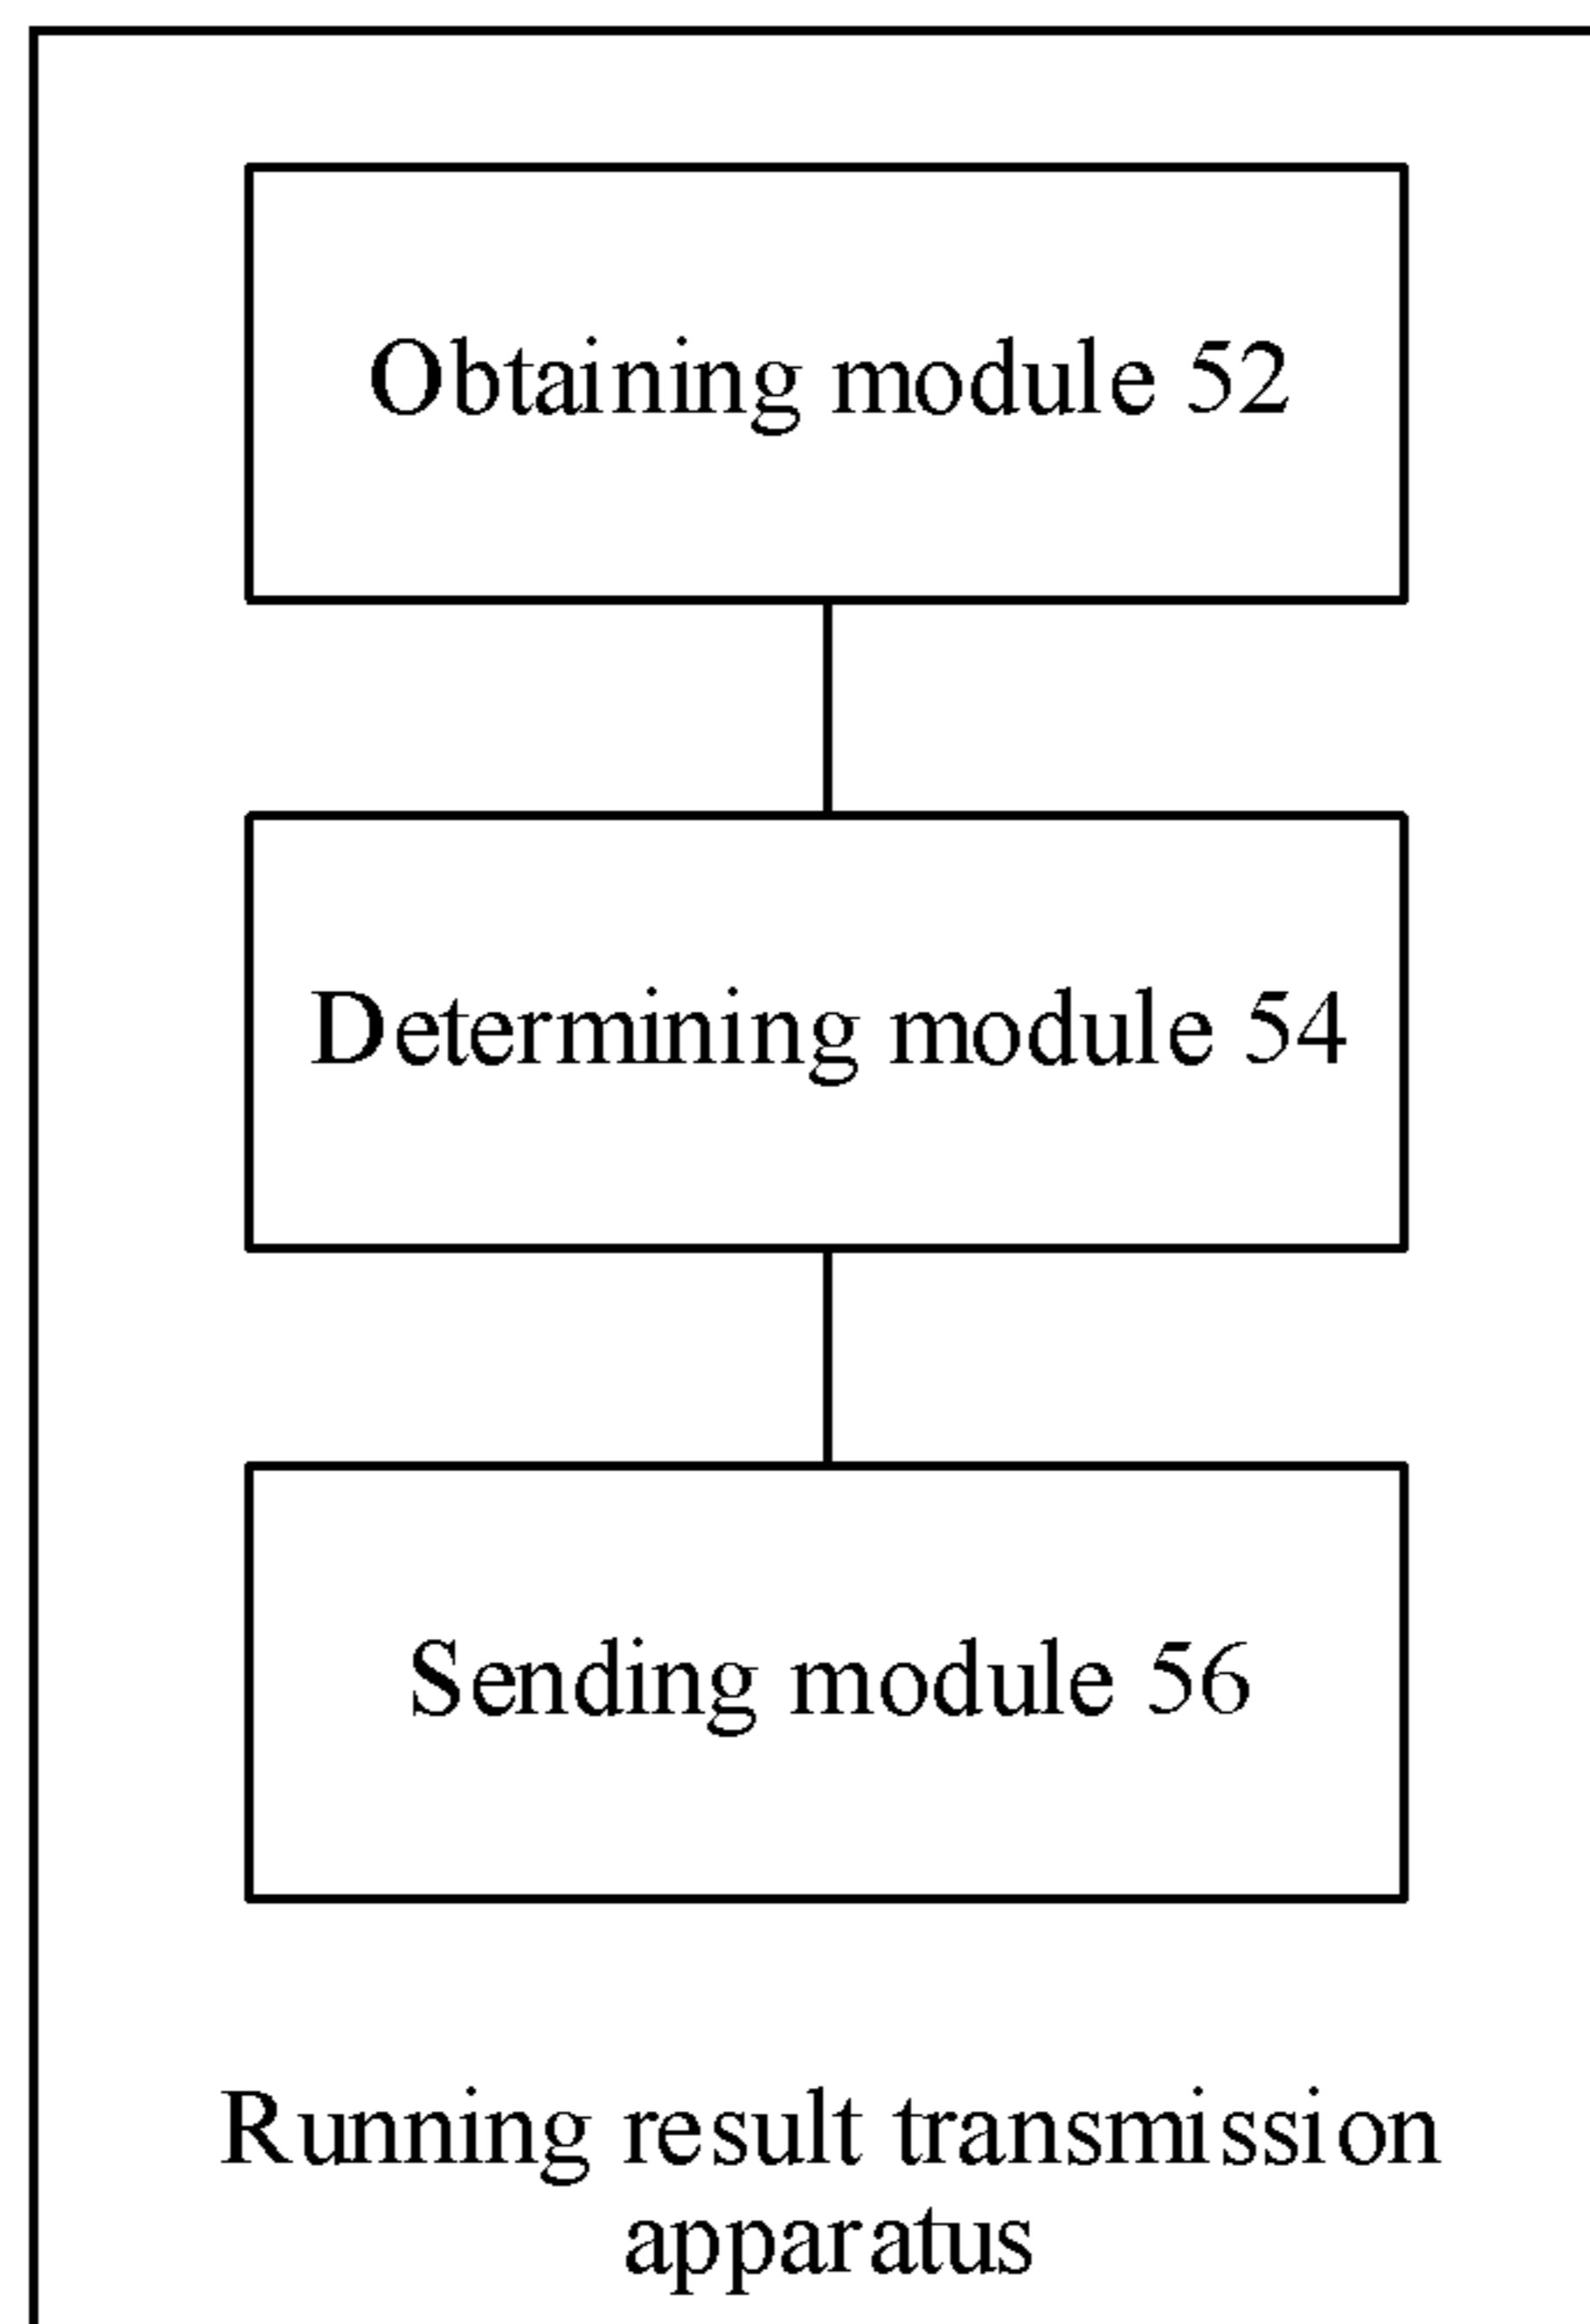 Obtaining module 52
Determining module 54
Sending module 56
Running result transmission
apparatus